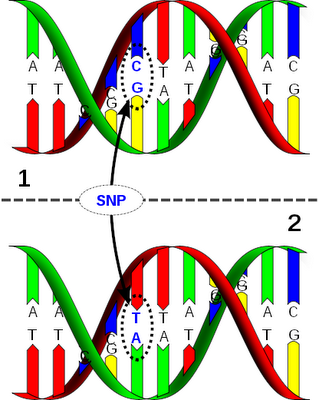 G
A A C T A G A C
T T C G G A T T G
C G
1
SNP
2
A A T T A G A C
T T C A A T T G
G G